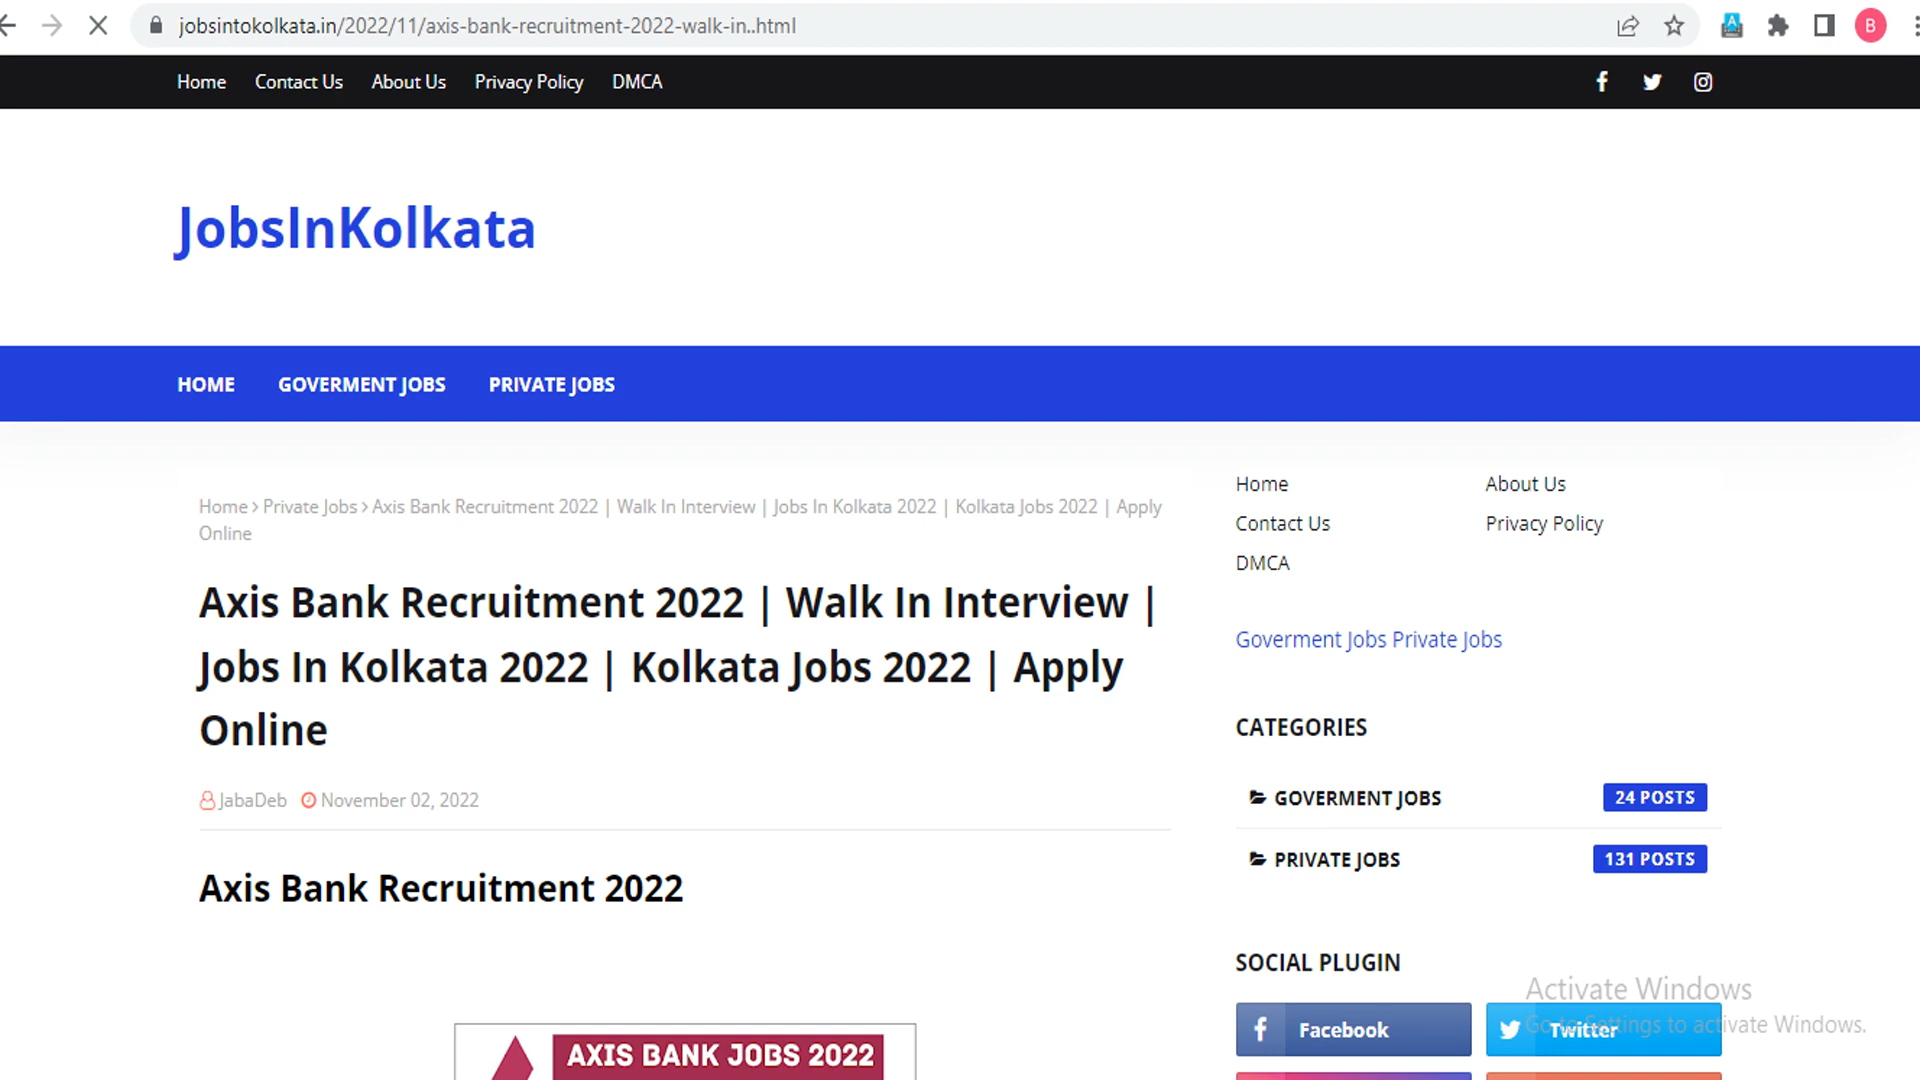 jobsintokolkata.in/2022/11/axis-bank-recruitment-2022-walk-in..html
B
Home Contact Us About Us Privacy Policy DMCA
JobsInKolkata
HOME GOVERMENT JOBS PRIVATE JOBS
Home > Private Jobs > Axis Bank Recruitment 2022 | Walk In Interview | Jobs In Kolkata 2022 | Kolkata Jobs 2022 | Apply
Online
Axis Bank Recruitment 2022 | Walk In Interview |
Jobs In Kolkata 2022 | Kolkata Jobs 2022 | Apply
Online
JabaDeb November 02, 2022
Axis Bank Recruitment 2022
AXIS BANK JOBS 2022
Home About Us
Contact Us Privacy Policy
DMCA
Goverment Jobs Private Jobs
CATEGORIES
GOVERMENT JOBS 24 POSTS
PRIVATE JOBS 131 POSTS
SOCIAL PLUGIN
Facebook Twitter
Activate Windows
Go to Settings to activate Windows.